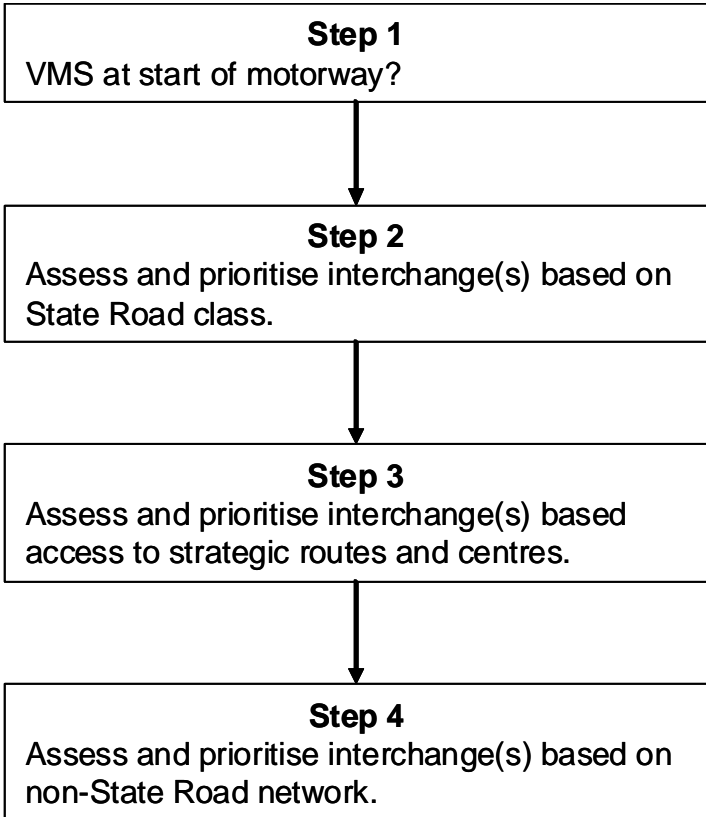 Step 1
VMS at start of motorway?
Step 2
Assess and prioritise interchange(s) based on
State Road class.
Step 3
Assess and prioritise interchange(s) based
access to strategic routes and centres.
Step 4
Assess and prioritise interchange(s) based on
non-State Road network.